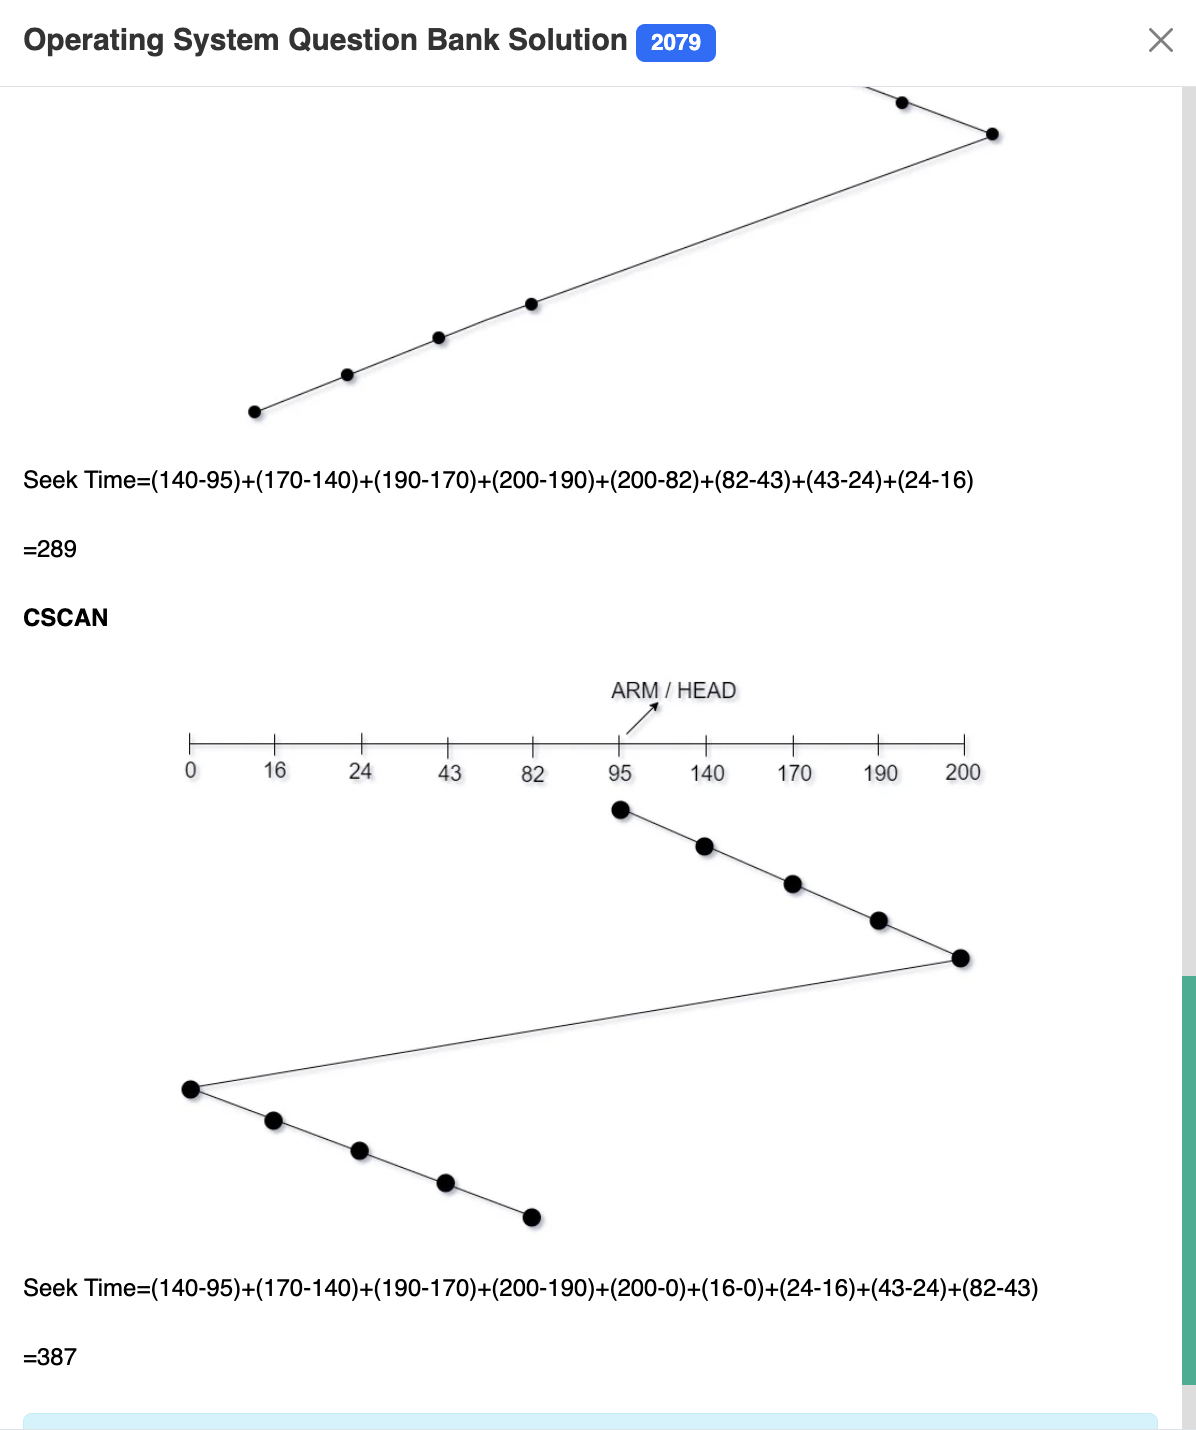 Operating System Question Bank Solution 2079
Seek Time=(140-95)+(170-140)+(190-170)+(200-190)+(200-82)+(82-43)+(43-24)+(24-16)
=289
CSCAN
ARM / HEAD
0 16 24 43 82 95 140 170 190 200
Seek Time=(140-95)+(170-140)+(190-170)+(200-190)+(200-0)+(16-0)+(24-16)+(43-24)+(82-43)
=387